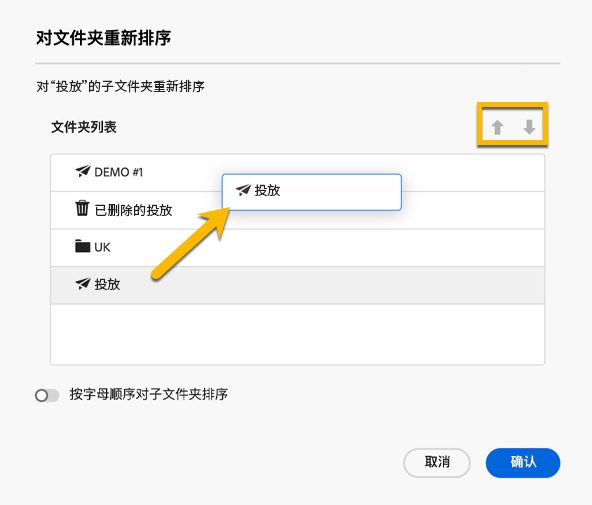 对文件夹重新排序
对“投放”的子文件夹重新排序
文件夹列表
DEMO #1
投放
已删除的投放
UK
投放
按字母顺序对子文件夹排序
取消
确认